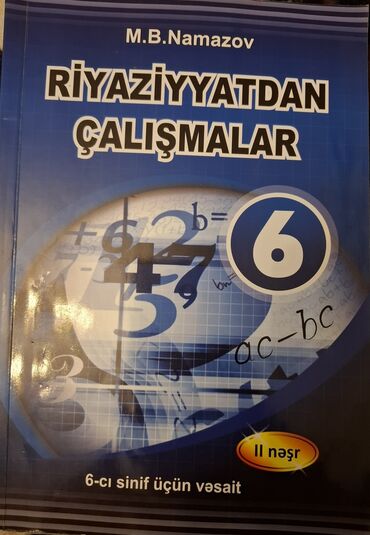 M.B.Namazov
RİYAZİYYATDAN
ÇALIŞMALAR
6
ac-bc
II nəşr
6-cı sinif üçün vəsait